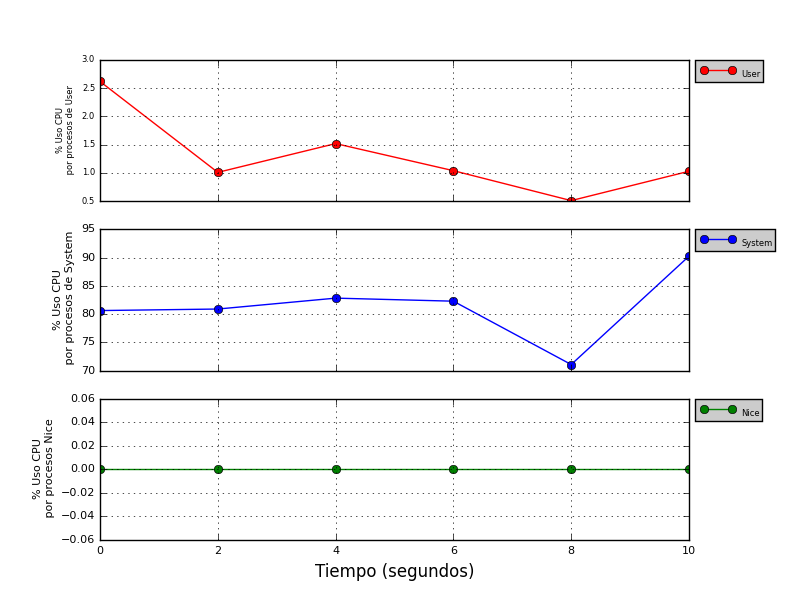 3.0
2.5
2.0
1.5
1.0
0.5
% Uso CPU
por procesos de User
User
95
90
85
80
75
70
% Uso CPU
por procesos de System
System
0.06
0.04
0.02
0.00
−0.02
−0.04
−0.06
% Uso CPU
por procesos Nice
Nice
0 2 4 6 8 10
Tiempo (segundos)